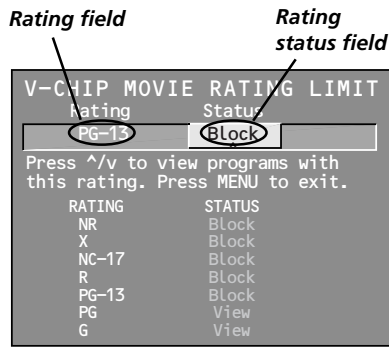 Rating field
Rating
status field
V-CHIP MOVIE RATING LIMIT
Rating Status
PG-13 Block
Press ^/v to view programs with
this rating. Press MENU to exit.
RATING STATUS
NR Block
X Block
NC-17 Block
R Block
PG-13 Block
PG View
G View